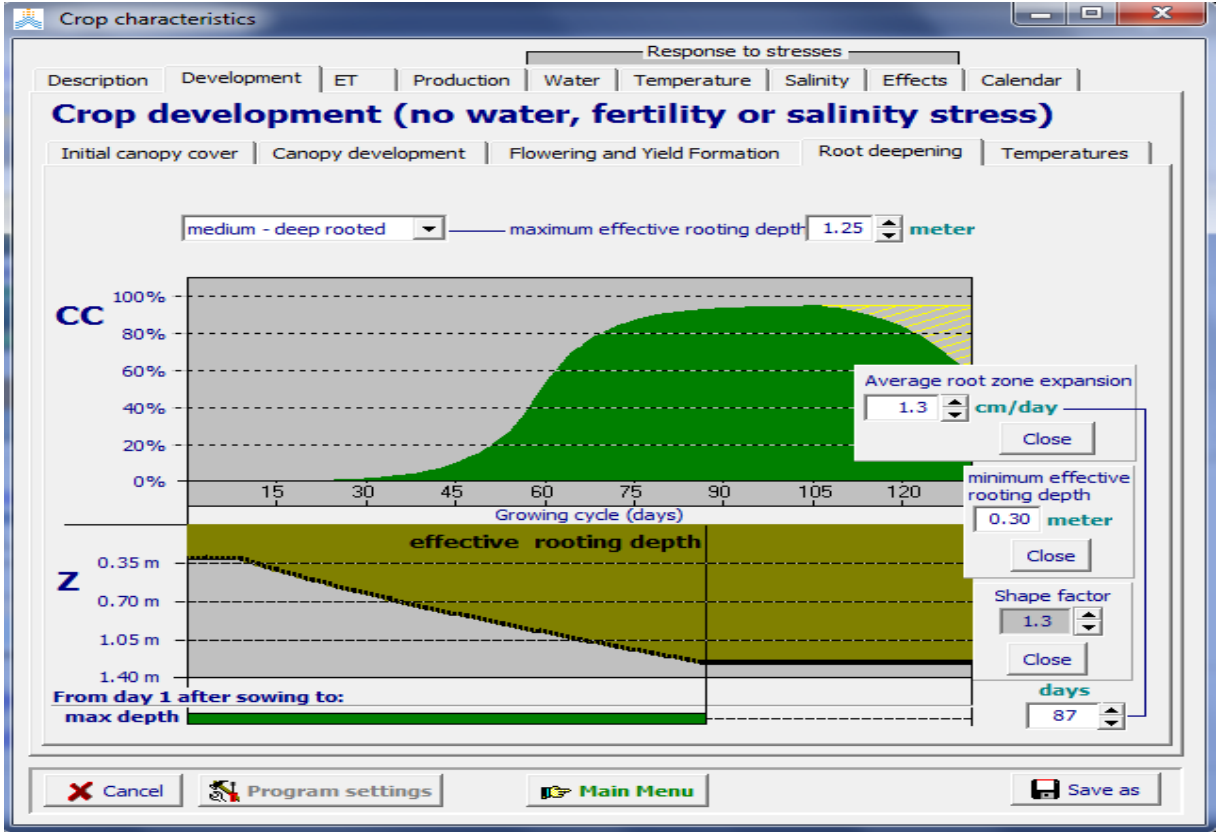 Crop characteristics
Response to stresses
Description Development ET Production Water Temperature Salinity Effects Calendar
Crop development (no water, fertility or salinity stress)
Initial canopy cover Canopy development Flowering and Yield Formation Root deepening Temperatures
medium - deep rooted maximum effective rooting depth 1.25 meter
CC
100%
80%
60%
40%
20%
0%
Average root zone expansion
1.3 cm/day
Close
15 30 45 60 75 90 105 120
Growing cycle (days)
minimum effective
rooting depth
0.30 meter
Close
effective rooting depth
Z
0.35 m
0.70 m
1.05 m
1.40 m
Shape factor
1.3
Close
From day 1 after sowing to:
max depth
days
87
Cancel Program settings Main Menu Save as